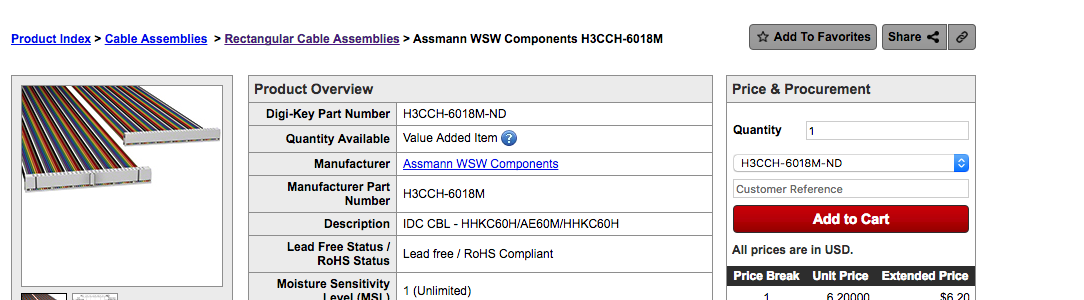 Product Index > Cable Assemblies > Rectangular Cable Assemblies > Assmann WSW Components H3CCH-6018M
Add To Favorites
Share
Product Overview
Digi-Key Part Number H3CCH-6018M-ND
Quantity Available Value Added Item ?
Manufacturer Assmann WSW Components
Manufacturer Part
Number H3CCH-6018M
Description IDC CBL - HHKC60H/AE60M/HHKC60H
Lead Free Status /
RoHS Status Lead free / RoHS Compliant
Moisture Sensitivity
Level (MSL) 1 (Unlimited)
Price & Procurement
Quantity 1
H3CCH-6018M-ND
Customer Reference
Add to Cart
All prices are in USD.
Price Break Unit Price Extended Price
1 6.20000 $6.20